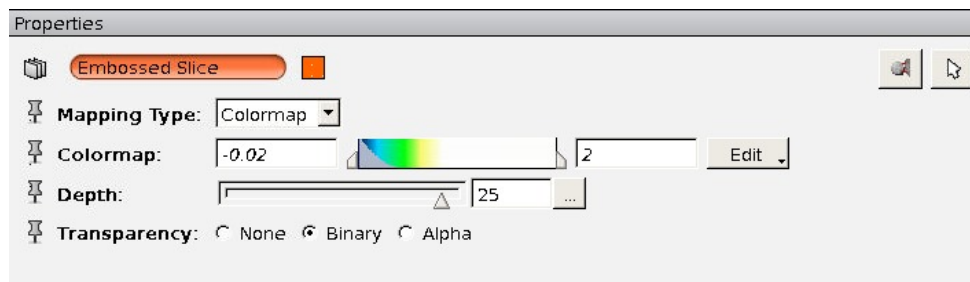 Properties
Embossed Slice
Mapping Type: Colormap
Colormap: -0.02 2 Edit
Depth: 25 ...
Transparency: None Binary Alpha